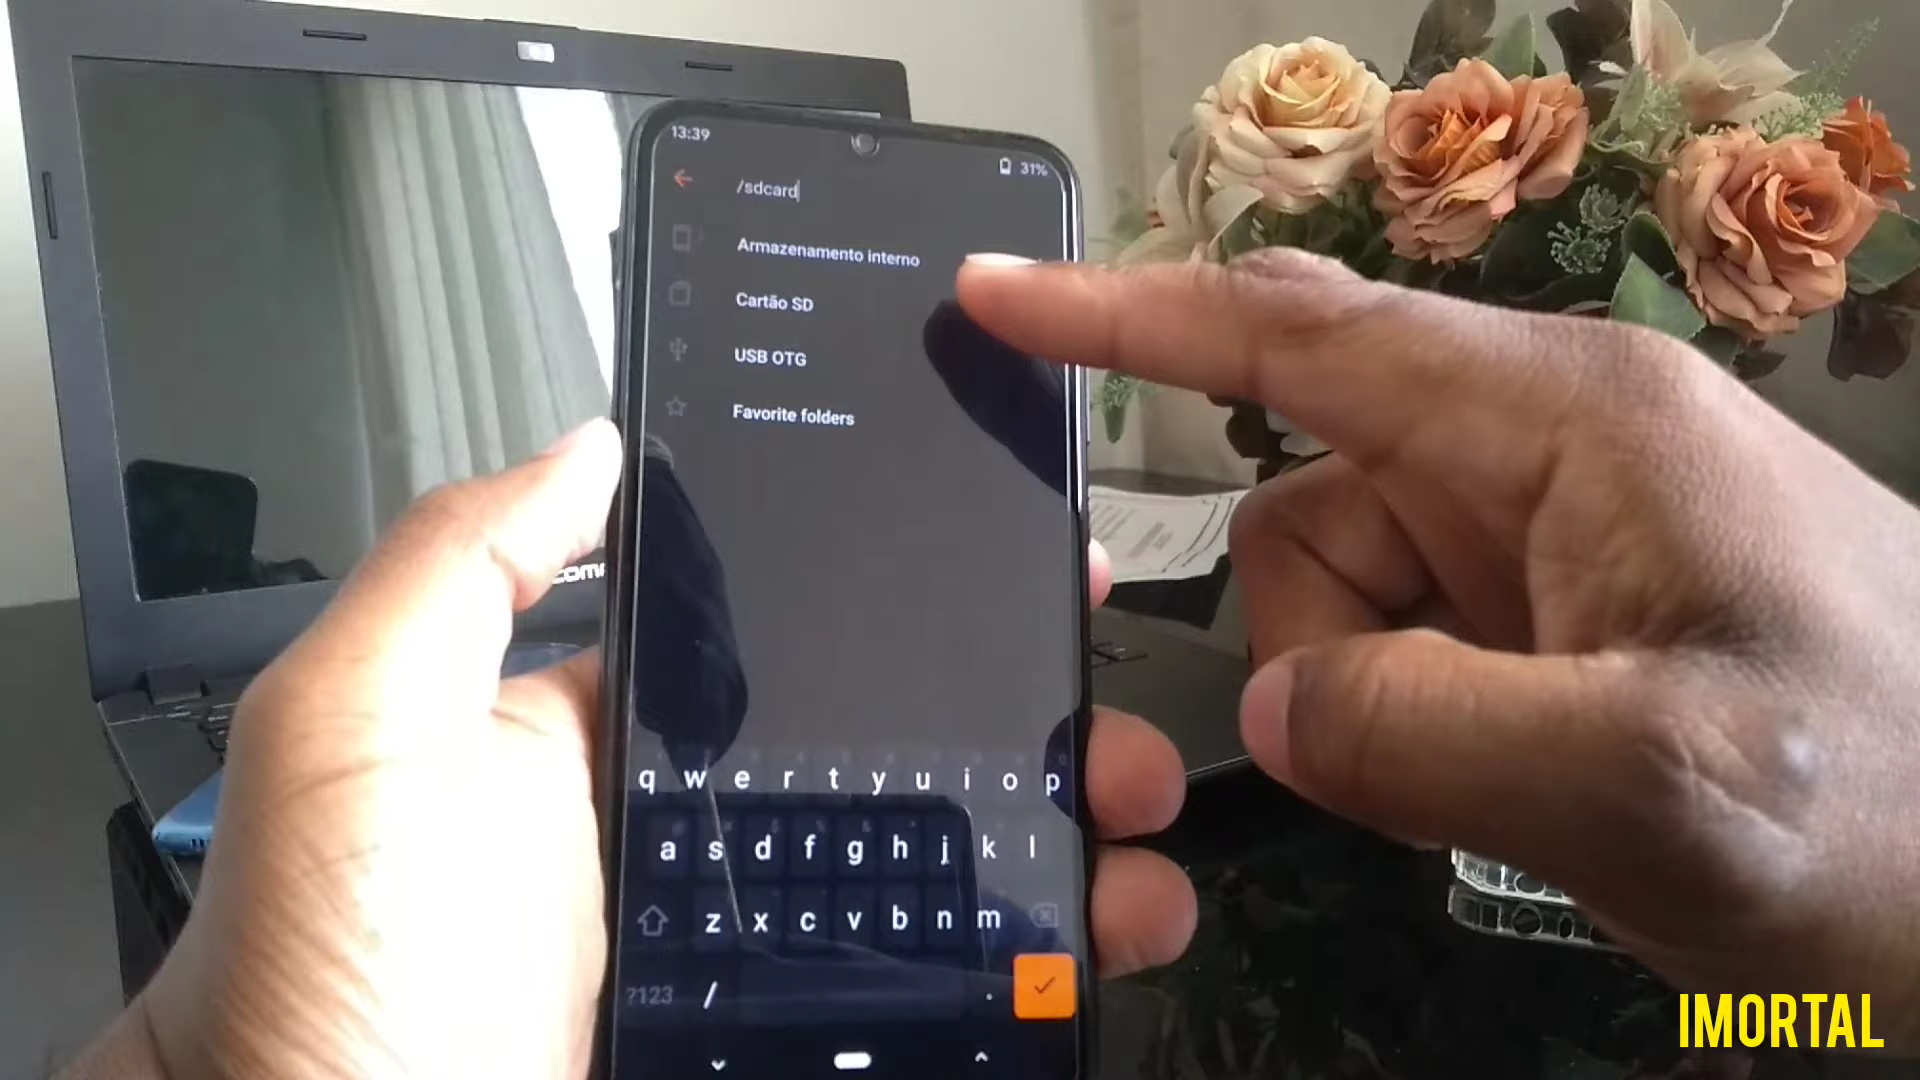 13:39
31%
/sdcard
Armazenamento interno
Cartão SD
USB OTG
Favorite folders
q w e r t y u i o p
a s d f g h j k l
z x c v b n m
?123 / .
IMORTAL